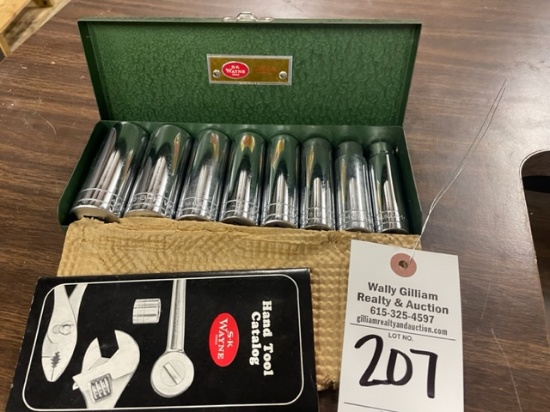 S-K
WAYNE
Hand Tool
Catalog
S-K
WAYNE
Wally Gilliam
Realty & Auction
615-325-4597
gilliamrealtyandauction.com
LOT NO.
207